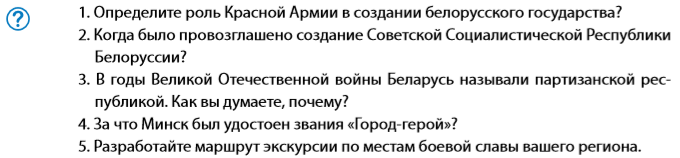 ?
1. Определите роль Красной Армии в создании белорусского государства?
2. Когда было провозглашено создание Советской Социалистической Республики
Белоруссии?
3. В годы Великой Отечественной войны Беларусь называли партизанской рес-
публикой. Как вы думаете, почему?
4. За что Минск был удостоен звания «Город-герой»?
5. Разработайте маршрут экскурсии по местам боевой славы вашего региона.